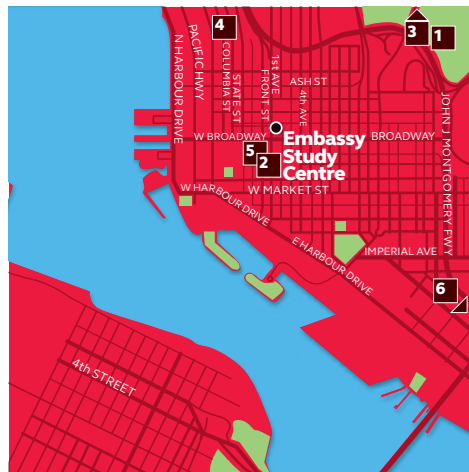 4
3
1
N HARBOUR DRIVE
PACIFIC HWY
COLUMBIA ST
STATE ST
FRONT ST
1st AVE
4th AVE
ASH ST
W BROADWAY
BROADWAY
Embassy
Study
Centre
5
2
JOHN J MONTGOMERY FWY
W MARKET ST
W HARBOUR DRIVE
E HARBOUR DRIVE
IMPERIAL AVE
6
4th STREET